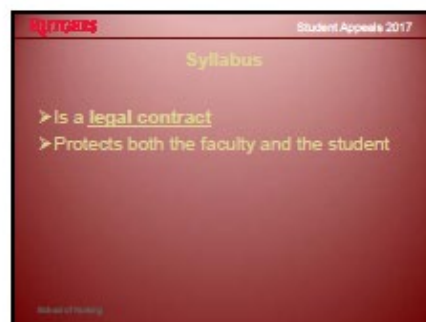 RUTGERS
Student Appeals 2017
Syllabus
➢Is a legal contract
➢Protects both the faculty and the student
School of Nursing